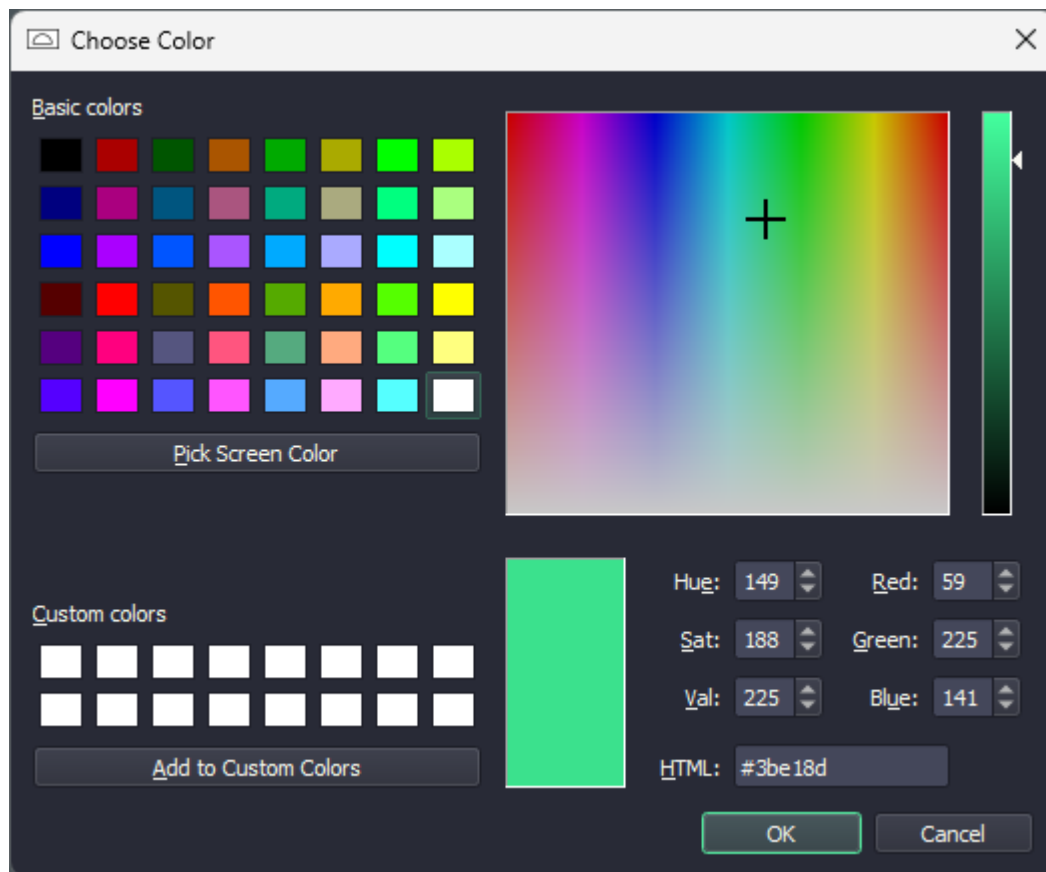 Choose Color
Basic colors
Pick Screen Color
Custom colors
Add to Custom Colors
Hue: 149 Red: 59
Sat: 188 Green: 225
Val: 225 Blue: 141
HTML: #3be18d
OK Cancel